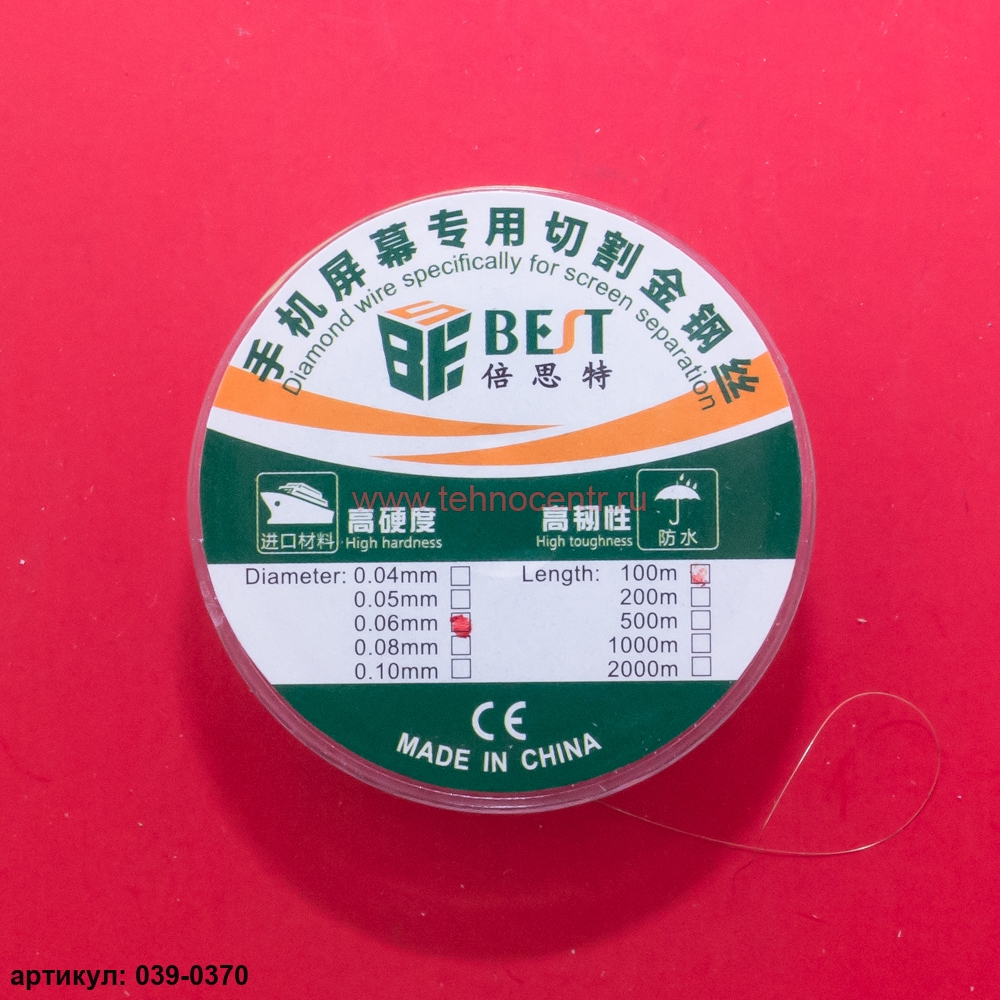 手机屏幕专用切割金钢丝
Diamond wire specifically for screen separation
BEST
倍思特
www.tehnocentr.ru
进口材料
高硬度
High hardness
高韧性
High toughness
防水
Diameter: 0.04mm
0.05mm
0.06mm
0.08mm
0.10mm
Length: 100m
200m
500m
1000m
2000m
CE
MADE IN CHINA
артикул: 039-0370